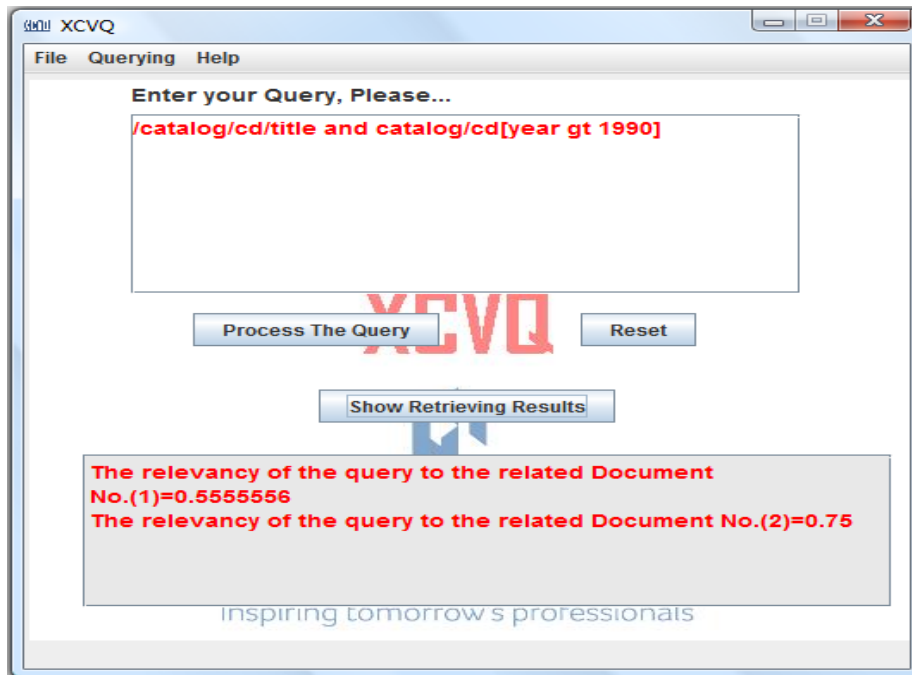 XCVQ
File Querying Help
Enter your Query, Please...
/catalog/cd/title and catalog/cd[year gt 1990]
XCVQ
Process The Query Reset
Show Retrieving Results
The relevancy of the query to the related Document
No.(1)=0.5555556
The relevancy of the query to the related Document No.(2)=0.75
Inspiring tomorrow's professionals